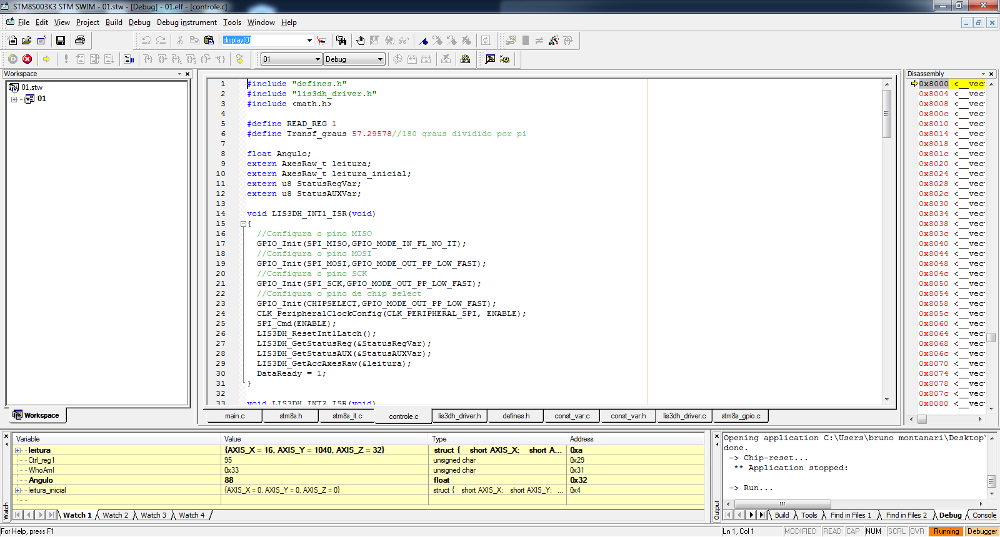 STM8S003K3 STM SWIM - 01.stw - [Debug] - 01.elf - [controle.c]
File Edit View Project Build Debug Debug instrument Tools Window Help
display[0]
01 Debug
Workspace
01.stw
01
Workspace
1 #include "defines.h"
2 #include "lis3dh_driver.h"
3 #include <math.h>
4
5 #define READ_REG 1
6 #define Transf_graus 57.29578//180 graus dividido por pi
7
8 float Angulo;
9 extern AxesRaw_t leitura;
10 extern AxesRaw_t leitura_inicial;
11 extern u8 StatusRegVar;
12 extern u8 StatusAUXVar;
13
14 void LIS3DH_INT1_ISR(void)
15 {
16 //Configura o pino MISO
17 GPIO_Init(SPI_MISO,GPIO_MODE_IN_FL_NO_IT);
18 //Configura o pino MOSI
19 GPIO_Init(SPI_MOSI,GPIO_MODE_OUT_PP_LOW_FAST);
20 //Configura o pino SCK
21 GPIO_Init(SPI_SCK,GPIO_MODE_OUT_PP_LOW_FAST);
22 //Configura o pino de chip select
23 GPIO_Init(CHIPSELECT,GPIO_MODE_OUT_PP_LOW_FAST);
24 CLK_PeripheralClockConfig(CLK_PERIPHERAL_SPI, ENABLE);
25 SPI_Cmd(ENABLE);
26 LIS3DH_ResetInt1Latch();
27 LIS3DH_GetStatusReg(&StatusRegVar);
28 LIS3DH_GetStatusAUX(&StatusAUXVar);
29 LIS3DH_GetAccAxesRaw(&leitura);
30 DataReady = 1;
31 }
32
33 void LIS3DH_INT2_ISR(void)
main.c stm8s.h stm8s_it.c controle.c lis3dh_driver.h defines.h const_var.c const_var.h lis3dh_driver.c stm8s_gpio.c
Disassembly
0x8000 <__vec
0x8004 <__vec
0x8008 <__vec
0x800c <__vec
0x8010 <__vec
0x8014 <__vec
0x8018 <__vec
0x801c <__vec
0x8020 <__vec
0x8024 <__vec
0x8028 <__vec
0x802c <__vec
0x8030 <__vec
0x8034 <__vec
0x8038 <__vec
0x803c <__vec
0x8040 <__vec
0x8044 <__vec
0x8048 <__vec
0x804c <__vec
0x8050 <__vec
0x8054 <__vec
0x8058 <__vec
0x805c <__vec
0x8060 <__vec
0x8064 <__vec
0x8068 <__vec
0x806c <__vec
0x8070 <__vec
0x8074 <__vec
0x8078 <__vec
0x807c <__vec
0x8080 <__vec
Watch
Variable Value Type Address
leitura {AXIS_X = 16, AXIS_Y = 1040, AXIS_Z = 32} struct { short AXIS_X; short A... 0xa
Ctrl_reg1 95 unsigned char 0x29
WhoAmI 0x33 unsigned char 0x31
Angulo 88 float 0x32
leitura_inicial {AXIS_X = 0, AXIS_Y = 0, AXIS_Z = 0} struct { short AXIS_X; short AXIS_Y; ... 0x4
Watch 1 Watch 2 Watch 3 Watch 4
Output
Opening application C:\Users\bruno montanari\Desktop\
done.
-> Chip-reset...
** Application stopped:
-> Run...
Build Tools Find in Files 1 Find in Files 2 Debug Console
For Help, press F1
Ln 1, Col 1 MODIFIED READ CAP NUM SCRL OVR Running Debugger